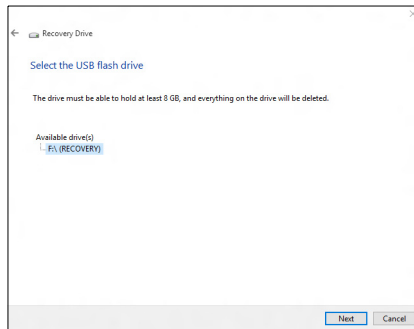 Recovery Drive
Select the USB flash drive
The drive must be able to hold at least 8 GB, and everything on the drive will be deleted.
Available drive(s)
F:\ (RECOVERY)
Next Cancel